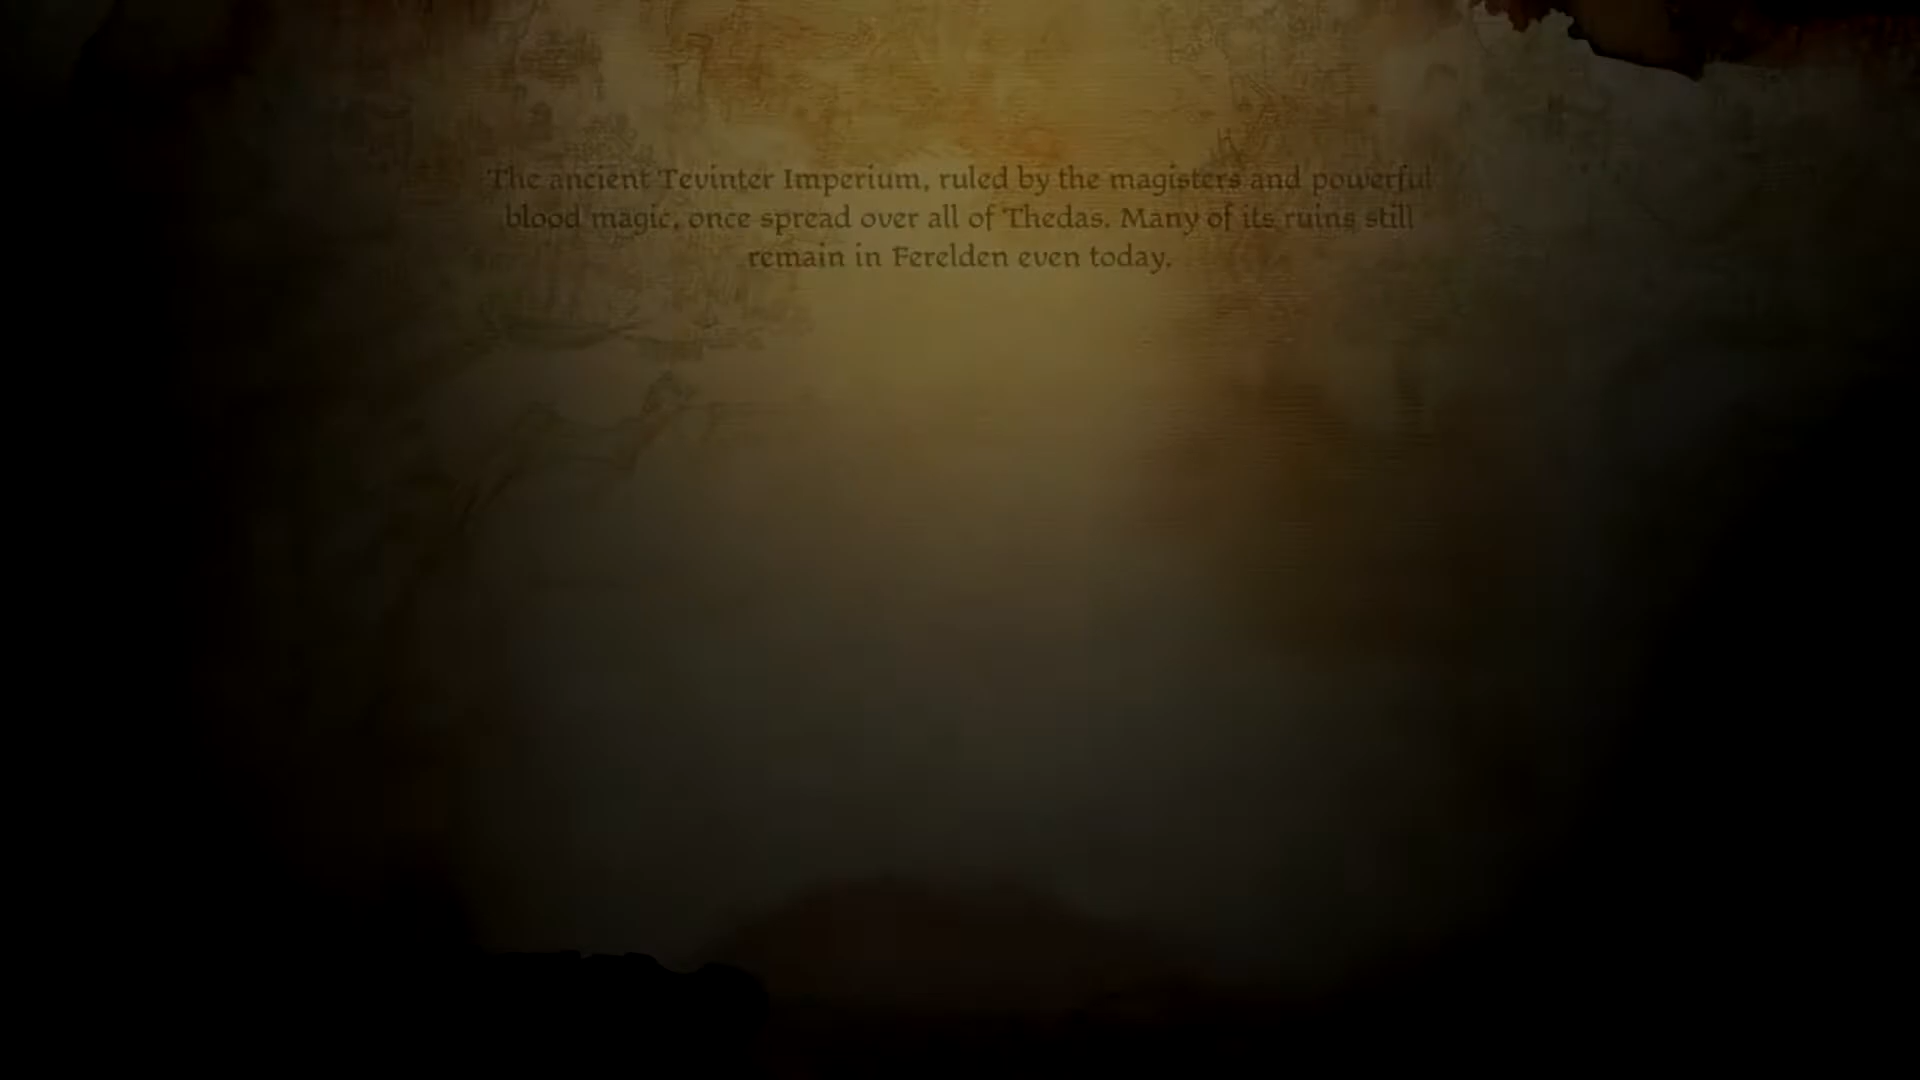 The ancient Tevinter Imperium, ruled by the magisters and powerful
blood magic, once spread over all of Thedas. Many of its ruins still
remain in Ferelden even today.